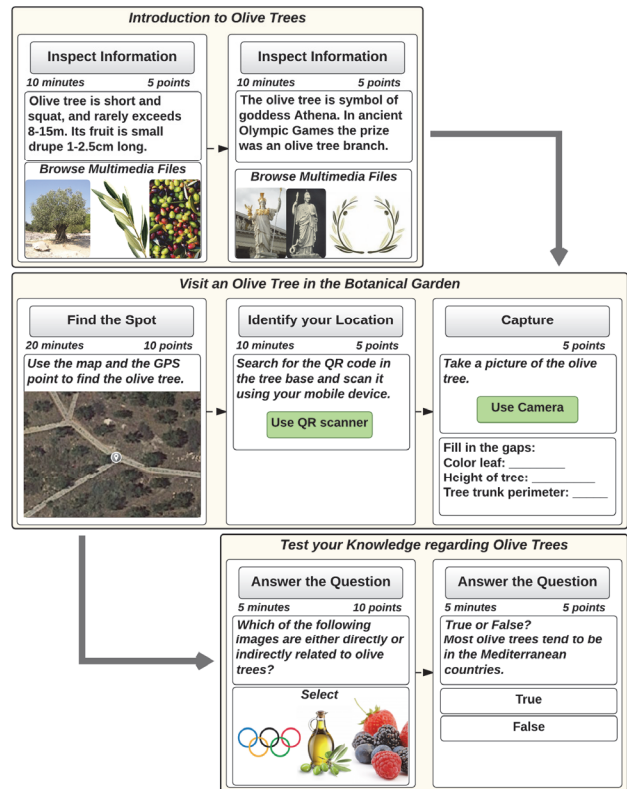 Introduction to Olive Trees
Inspect Information
10 minutes 5 points
Olive tree is short and
squat, and rarely exceeds
8-15m. Its fruit is small
drupe 1-2.5cm long.
Browse Multimedia Files
Inspect Information
10 minutes 5 points
The olive tree is symbol of
goddess Athena. In ancient
Olympic Games the prize
was an olive tree branch.
Browse Multimedia Files
Visit an Olive Tree in the Botanical Garden
Find the Spot
20 minutes 10 points
Use the map and the GPS
point to find the olive tree.
Identify your Location
10 minutes 5 points
Search for the QR code in
the tree base and scan it
using your mobile device.
Use QR scanner
Capture
5 points
Take a picture of the olive
tree.
Use Camera
Fill in the gaps:
Color leaf: ________
Height of tree: _________
Tree trunk perimeter: _____
Test your Knowledge regarding Olive Trees
Answer the Question
5 minutes 10 points
Which of the following
images are either directly or
indirectly related to olive
trees?
Select
Answer the Question
5 minutes 5 points
True or False?
Most olive trees tend to be
in the Mediterranean
countries.
True
False